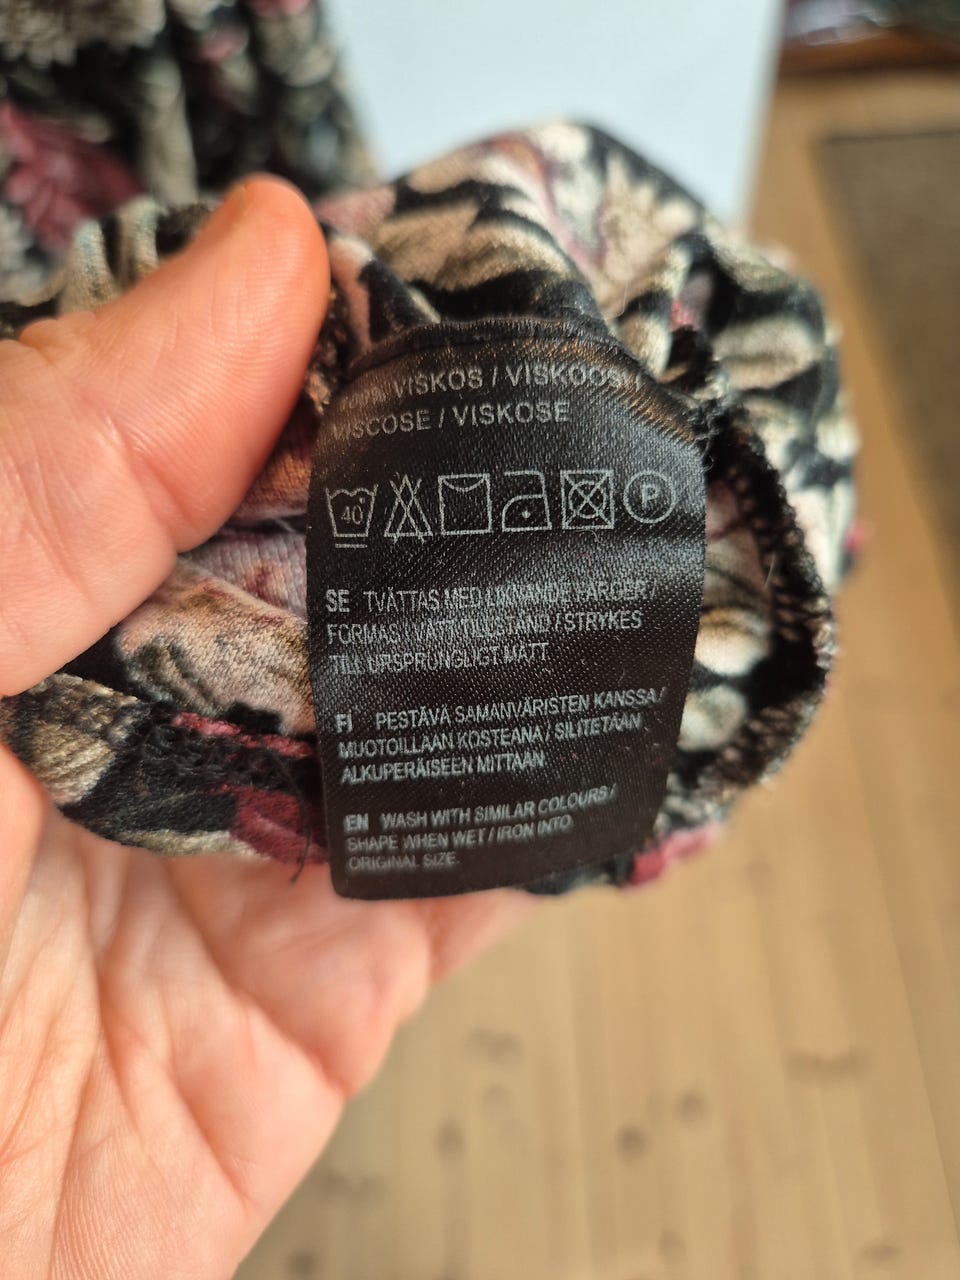 VISKOS / VISKOOSI /
VISCOSE / VISKOSE
40 P
SE TVÄTTAS MED LIKNANDE FÄRGER /
FORMAS I VÅTT TILLSTÅND / STRYKES
TILL URSPRUNGLIGT MÅTT
FI PESTÄVÄ SAMANVÄRISTEN KANSSA /
MUOTOILLAAN KOSTEANA / SILITETÄÄN
ALKUPERÄISEEN MITTAAN
EN WASH WITH SIMILAR COLOURS /
SHAPE WHEN WET / IRON INTO
ORIGINAL SIZE.